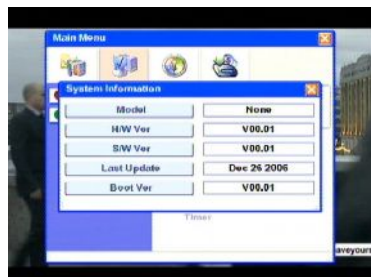 Main Menu
System Information
Model None
H/W Ver V00.01
S/W Ver V00.01
Last Update Dec 26 2006
Boot Ver V00.01
Timer
aveyour